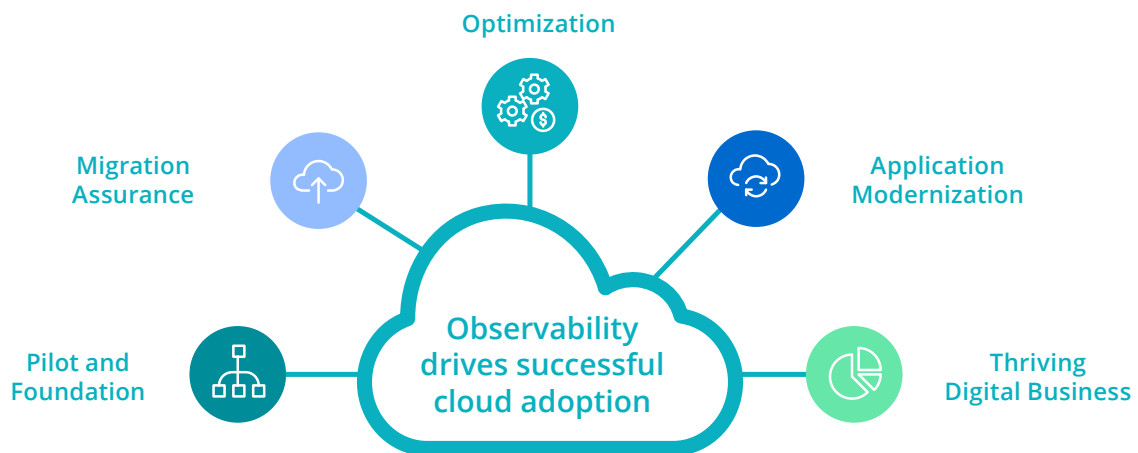 Optimization
Migration
Assurance
Application
Modernization
$
Observability
drives successful
cloud adoption
Pilot and
Foundation
Thriving
Digital Business